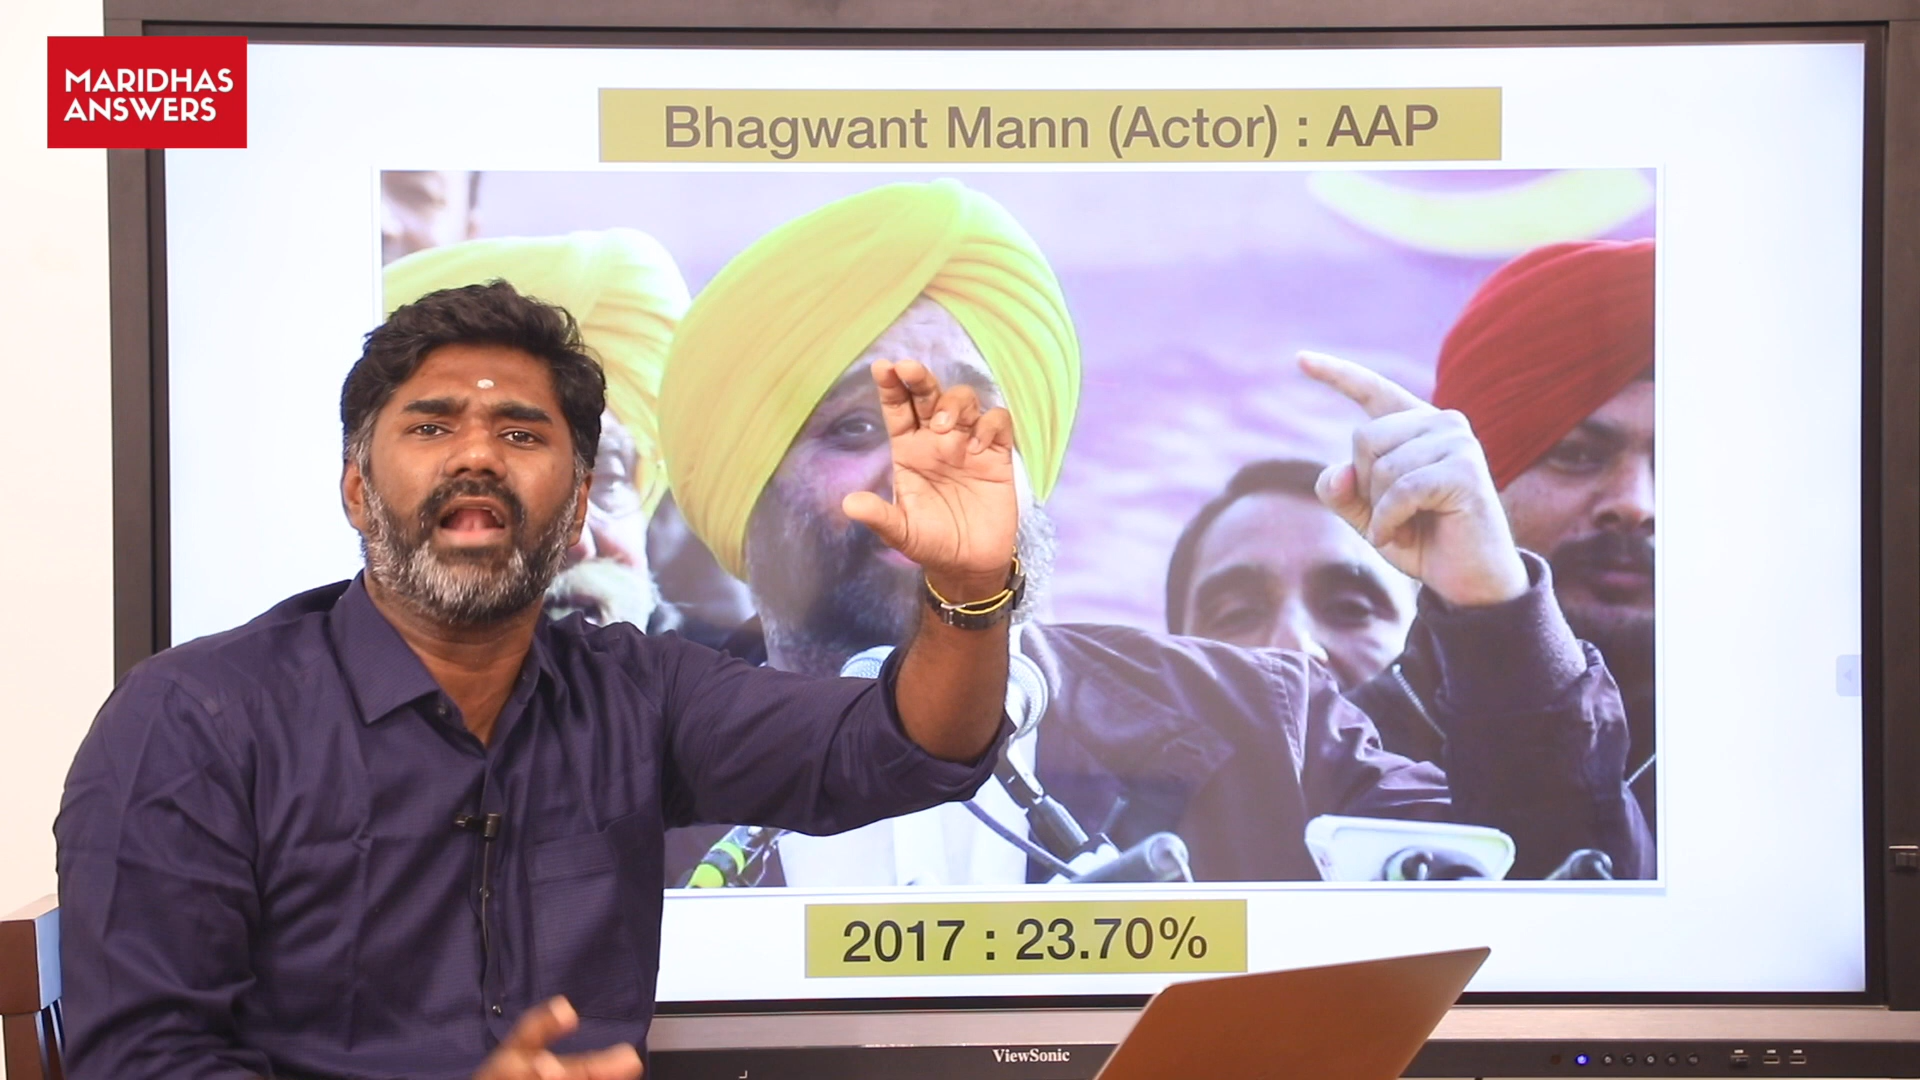 MARIDHAS
ANSWERS
Bhagwant Mann (Actor) : AAP
2017 : 23.70%
ViewSonic